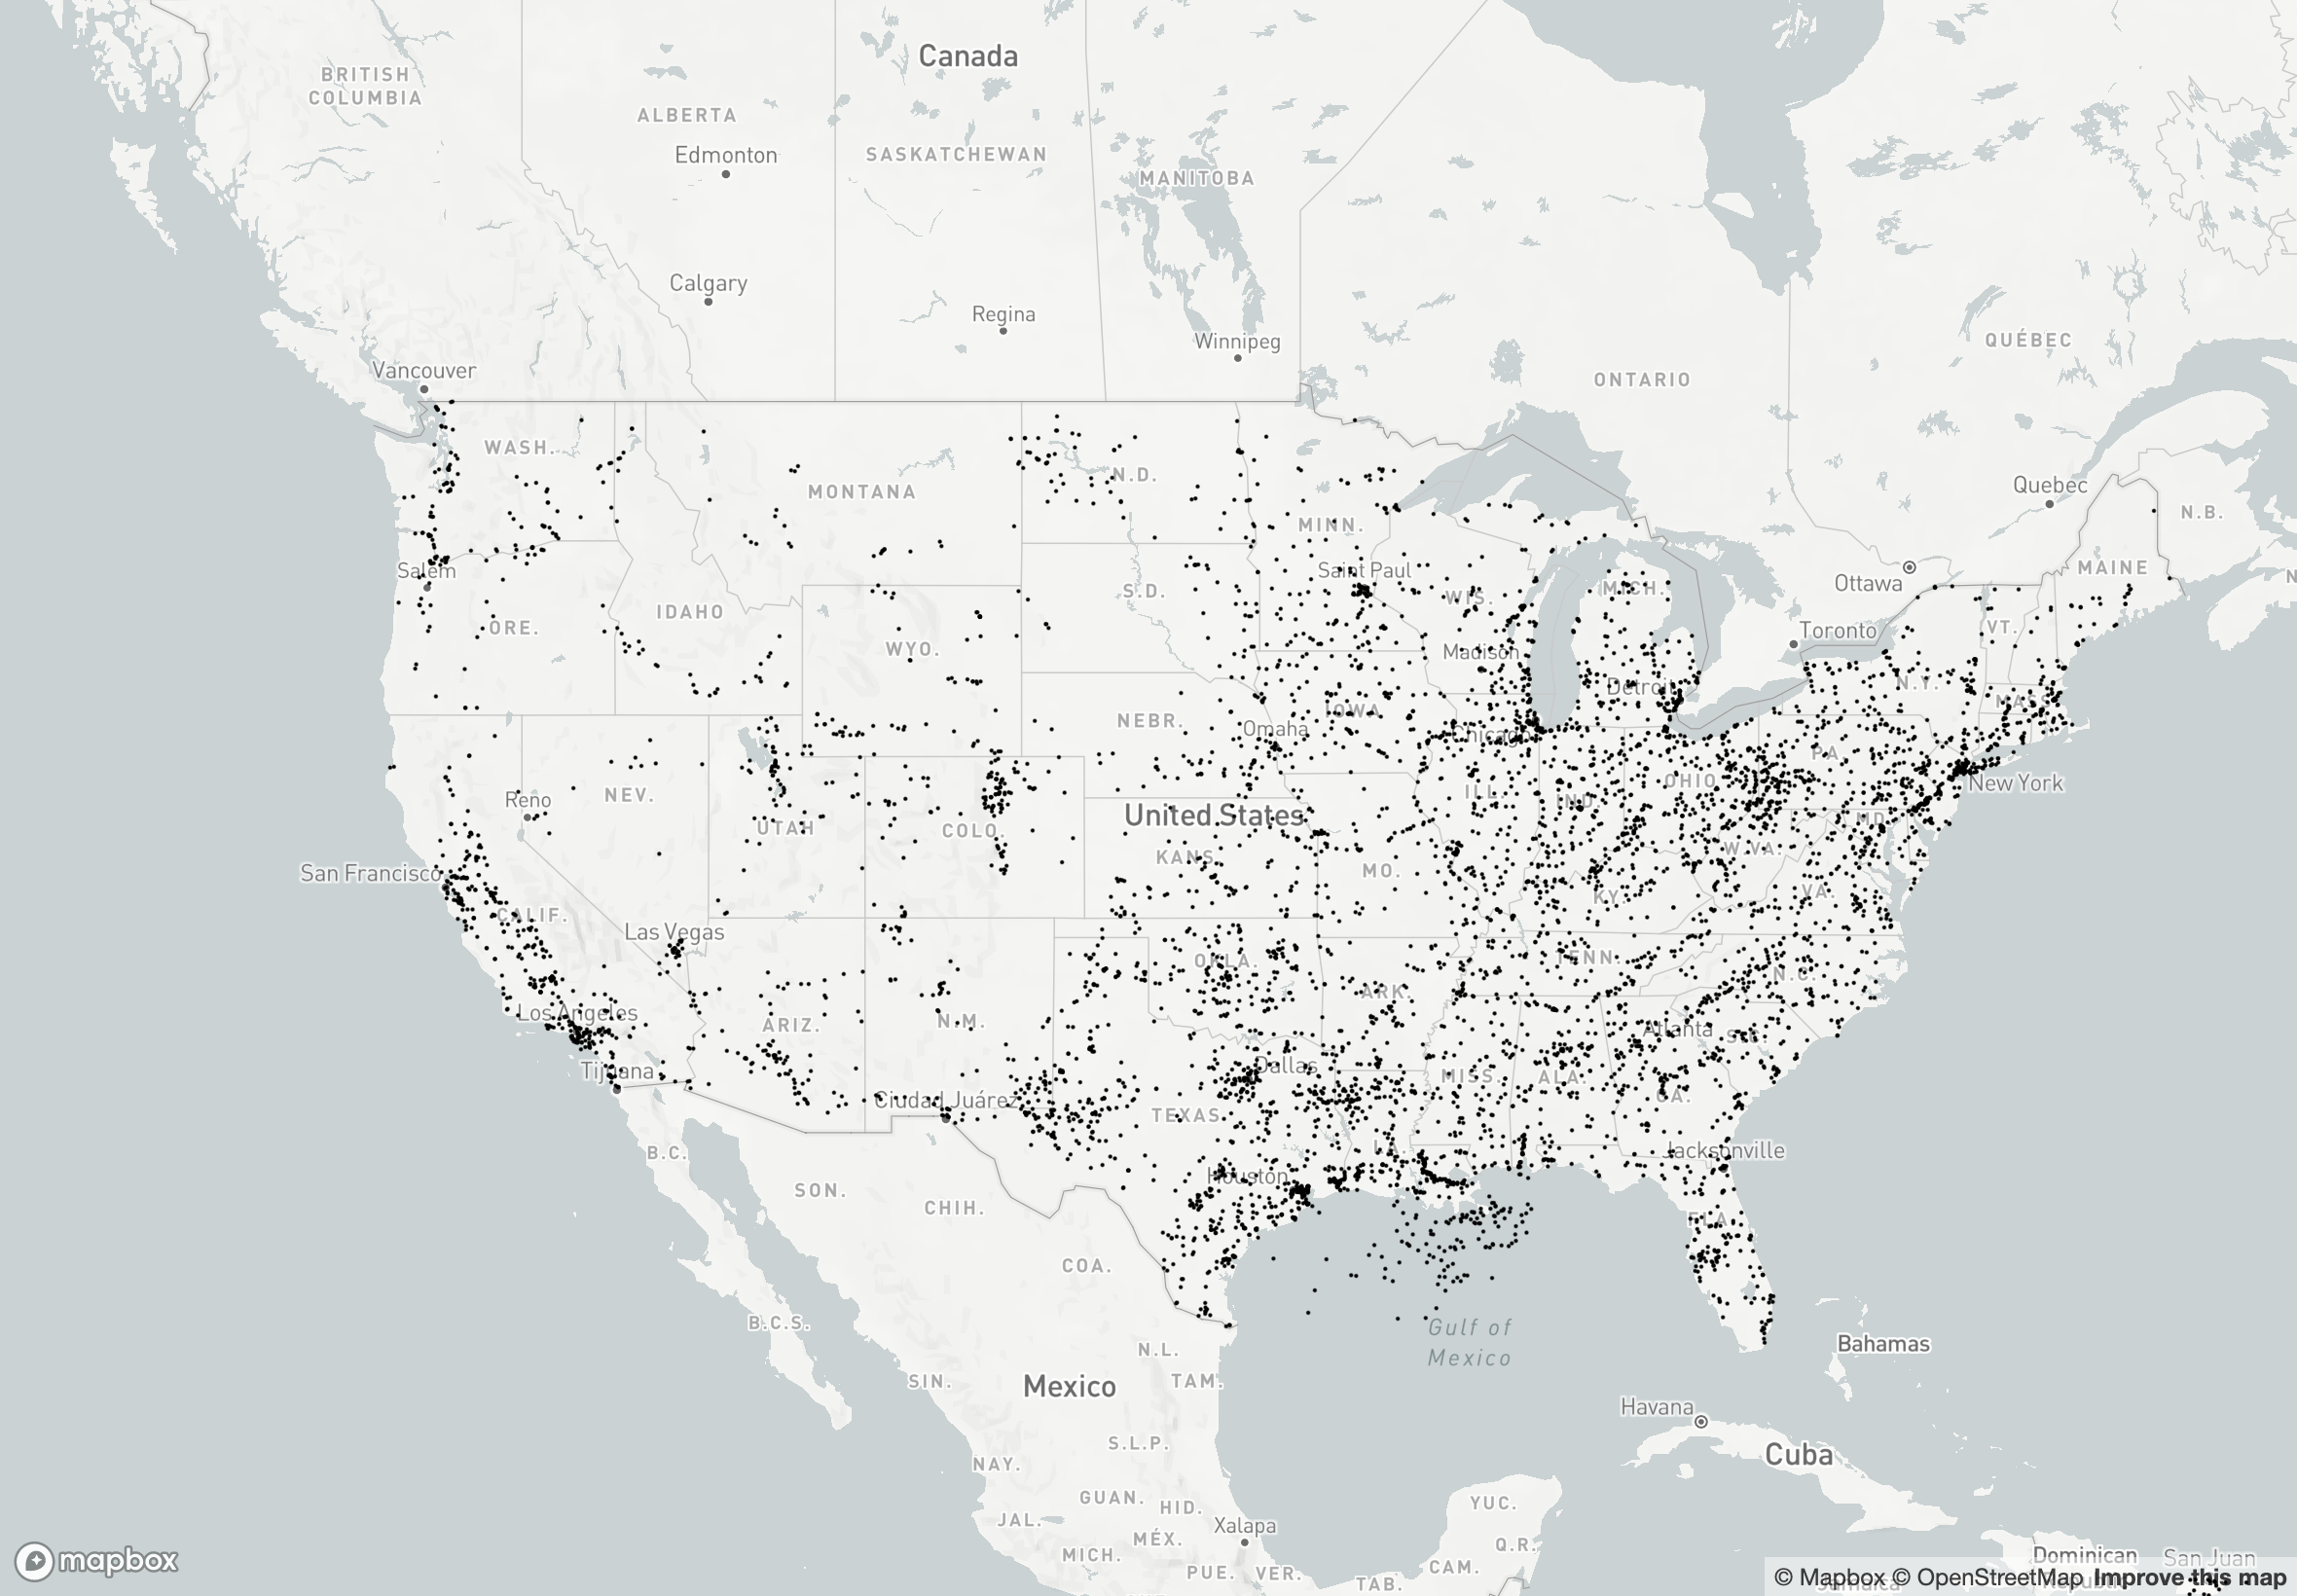 Canada
BRITISH
COLUMBIA
ALBERTA
Edmonton
SASKATCHEWAN
MANITOBA
Calgary
Regina
Winnipeg
QUÉBEC
Vancouver
ONTARIO
WASH.
N.D.
MONTANA
Quebec
N.B.
MINN.
Salem
Saint Paul
Ottawa
MAINE
S.D.
WIS.
MICH.
IDAHO
ORE.
Toronto
VT.
WYO.
Madison
Detroit
N.Y.
MASS.
NEBR.
IOWA
Omaha
Chicago
PA.
OHIO
New York
Reno
NEV.
ILL.
IND.
United States
UTAH
COLO.
MD.
KANS.
W.VA.
San Francisco
MO.
KY.
VA.
CALIF.
Las Vegas
OKLA.
TENN.
N.C.
ARK.
Los Angeles
ARIZ.
N.M.
Atlanta
S.C.
Dallas
Tijuana
MISS.
ALA.
GA.
Ciudad Juárez
TEXAS
LA.
Jacksonville
B.C.
Houston
SON.
CHIH.
FLA.
COA.
B.C.S.
Gulf of
Mexico
Bahamas
N.L.
SIN.
Mexico
TAM.
Havana
Cuba
S.L.P.
NAY.
GUAN.
HID.
YUC.
JAL.
Xalapa
MÉX.
Q.R.
MICH.
PUE.
VER.
CAM.
TAB.
Dominican
San Juan
mapbox
© Mapbox © OpenStreetMap Improve this map